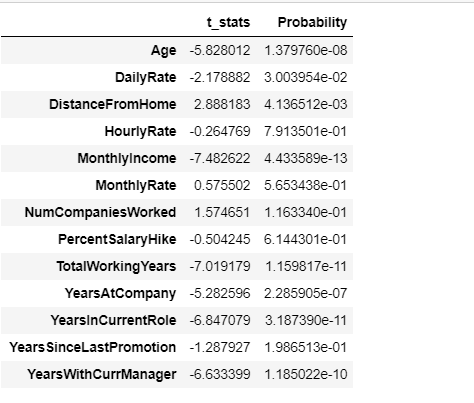 t_stats Probability
Age -5.828012 1.379760e-08
DailyRate -2.178882 3.003954e-02
DistanceFromHome 2.888183 4.136512e-03
HourlyRate -0.264769 7.913501e-01
MonthlyIncome -7.482622 4.433589e-13
MonthlyRate 0.575502 5.653438e-01
NumCompaniesWorked 1.574651 1.163340e-01
PercentSalaryHike -0.504245 6.144301e-01
TotalWorkingYears -7.019179 1.159817e-11
YearsAtCompany -5.282596 2.285905e-07
YearsInCurrentRole -6.847079 3.187390e-11
YearsSinceLastPromotion -1.287927 1.986513e-01
YearsWithCurrManager -6.633399 1.185022e-10